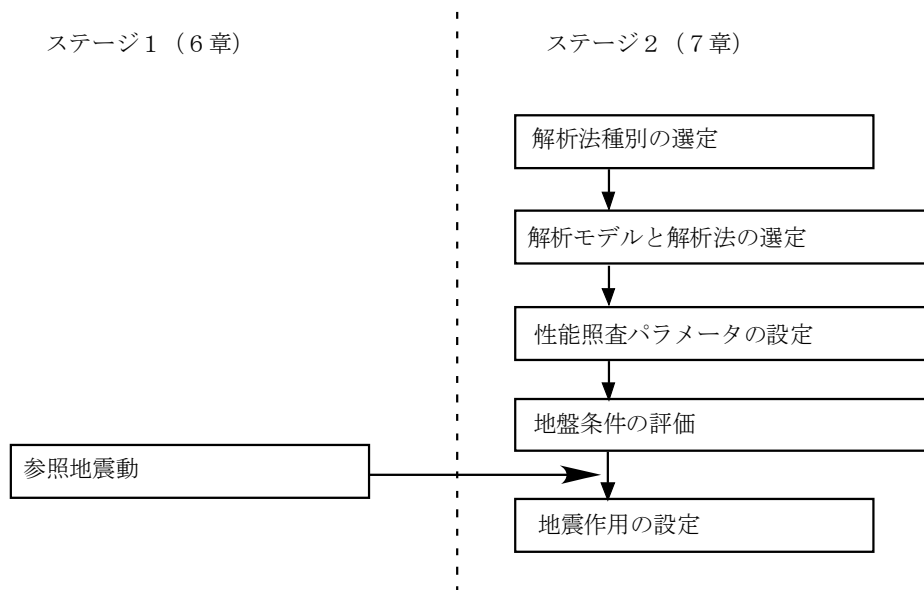 ステージ１（６章）
ステージ２（７章）
解析法種別の選定
解析モデルと解析法の選定
性能照査パラメータの設定
地盤条件の評価
参照地震動
地震作用の設定